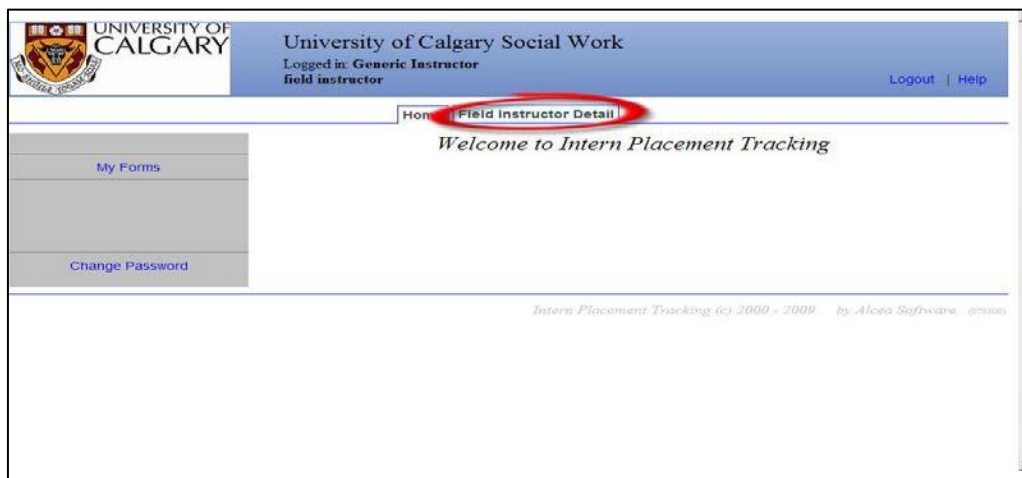 UNIVERSITY OF
CALGARY
University of Calgary Social Work
Logged in: Generic Instructor
field instructor
Logout | Help
Field Instructor Detail
Welcome to Intern Placement Tracking
My Forms
Change Password
Intern Placement Tracking (c) 2000 - 2009 by Alcea Software